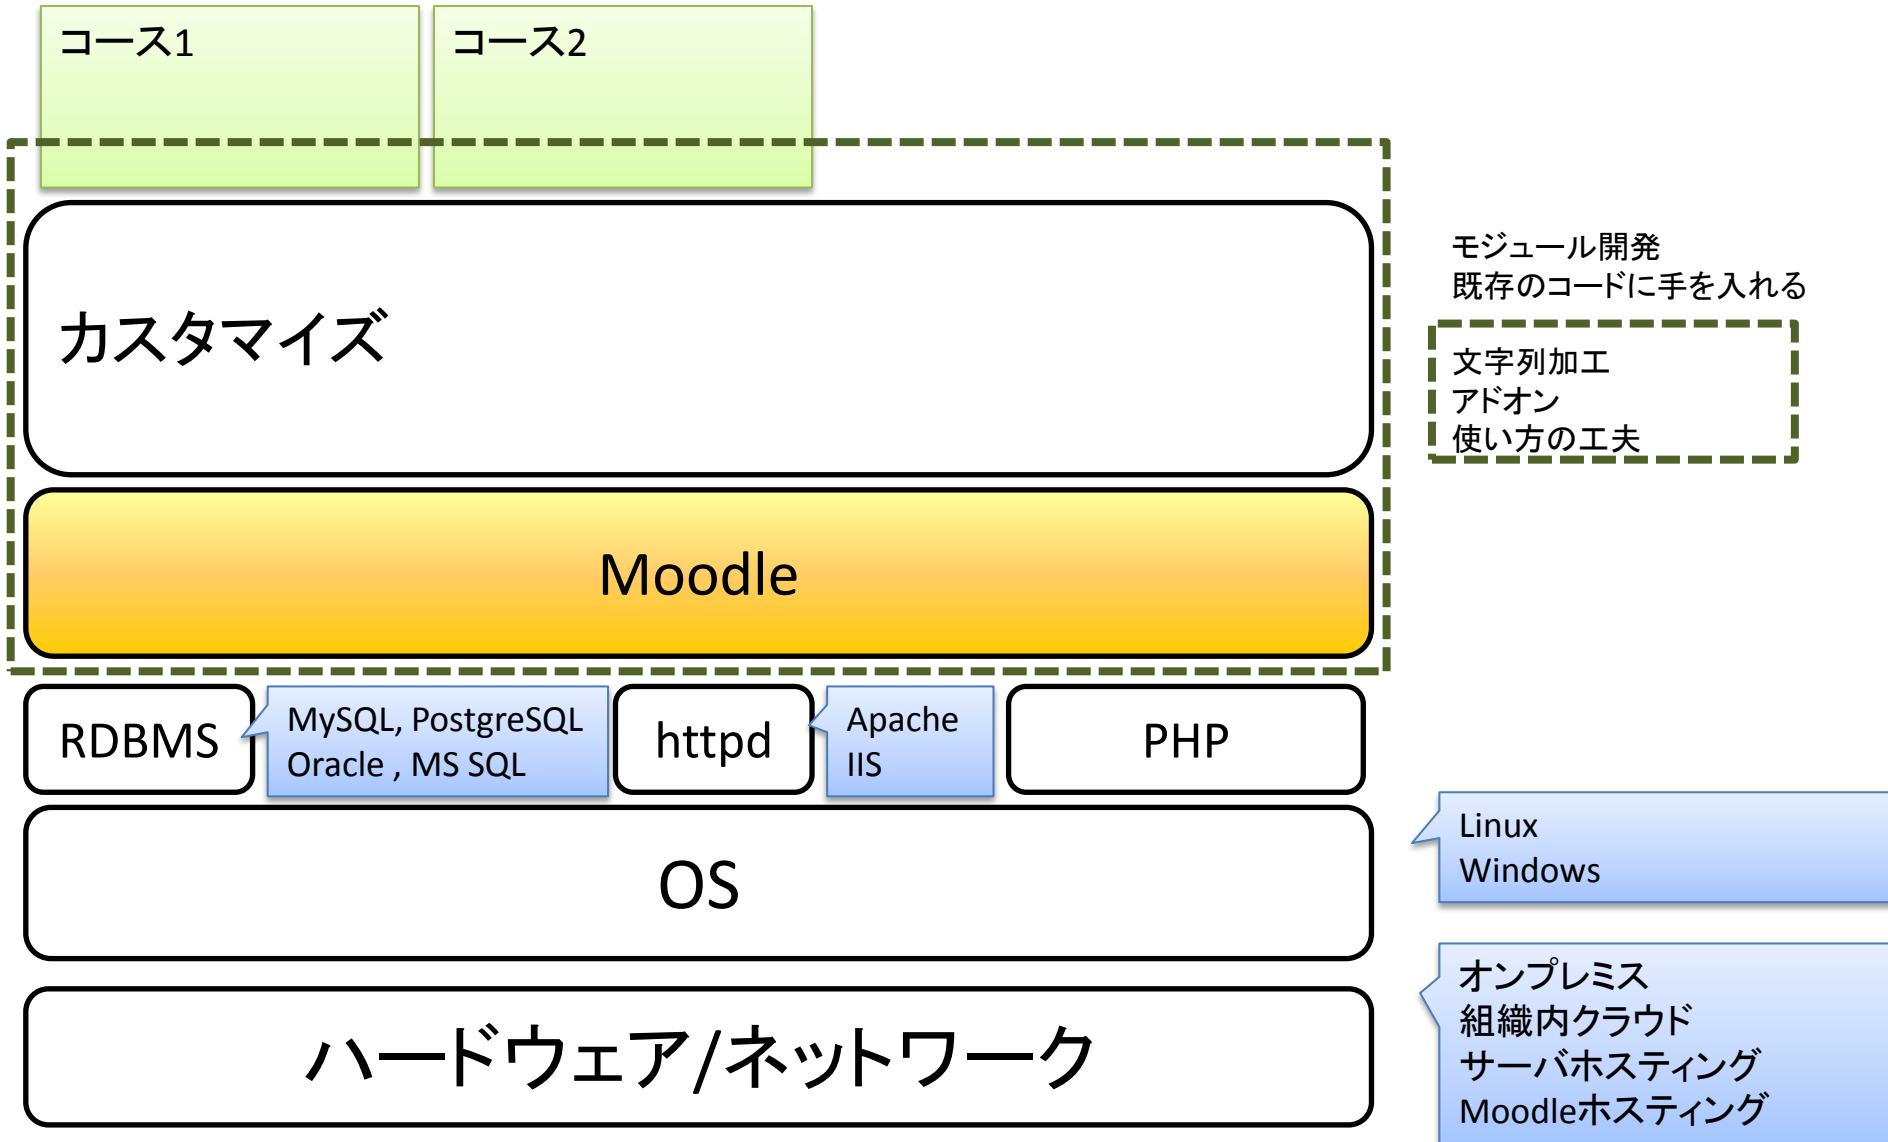 コース1
コース2
カスタマイズ
モジュール開発
既存のコードに手を入れる
文字列加工
アドオン
使い方の工夫
Moodle
RDBMS
MySQL, PostgreSQL
Oracle , MS SQL
httpd
Apache
IIS
PHP
OS
Linux
Windows
ハードウェア/ネットワーク
オンプレミス
組織内クラウド
サーバホスティング
Moodleホスティング